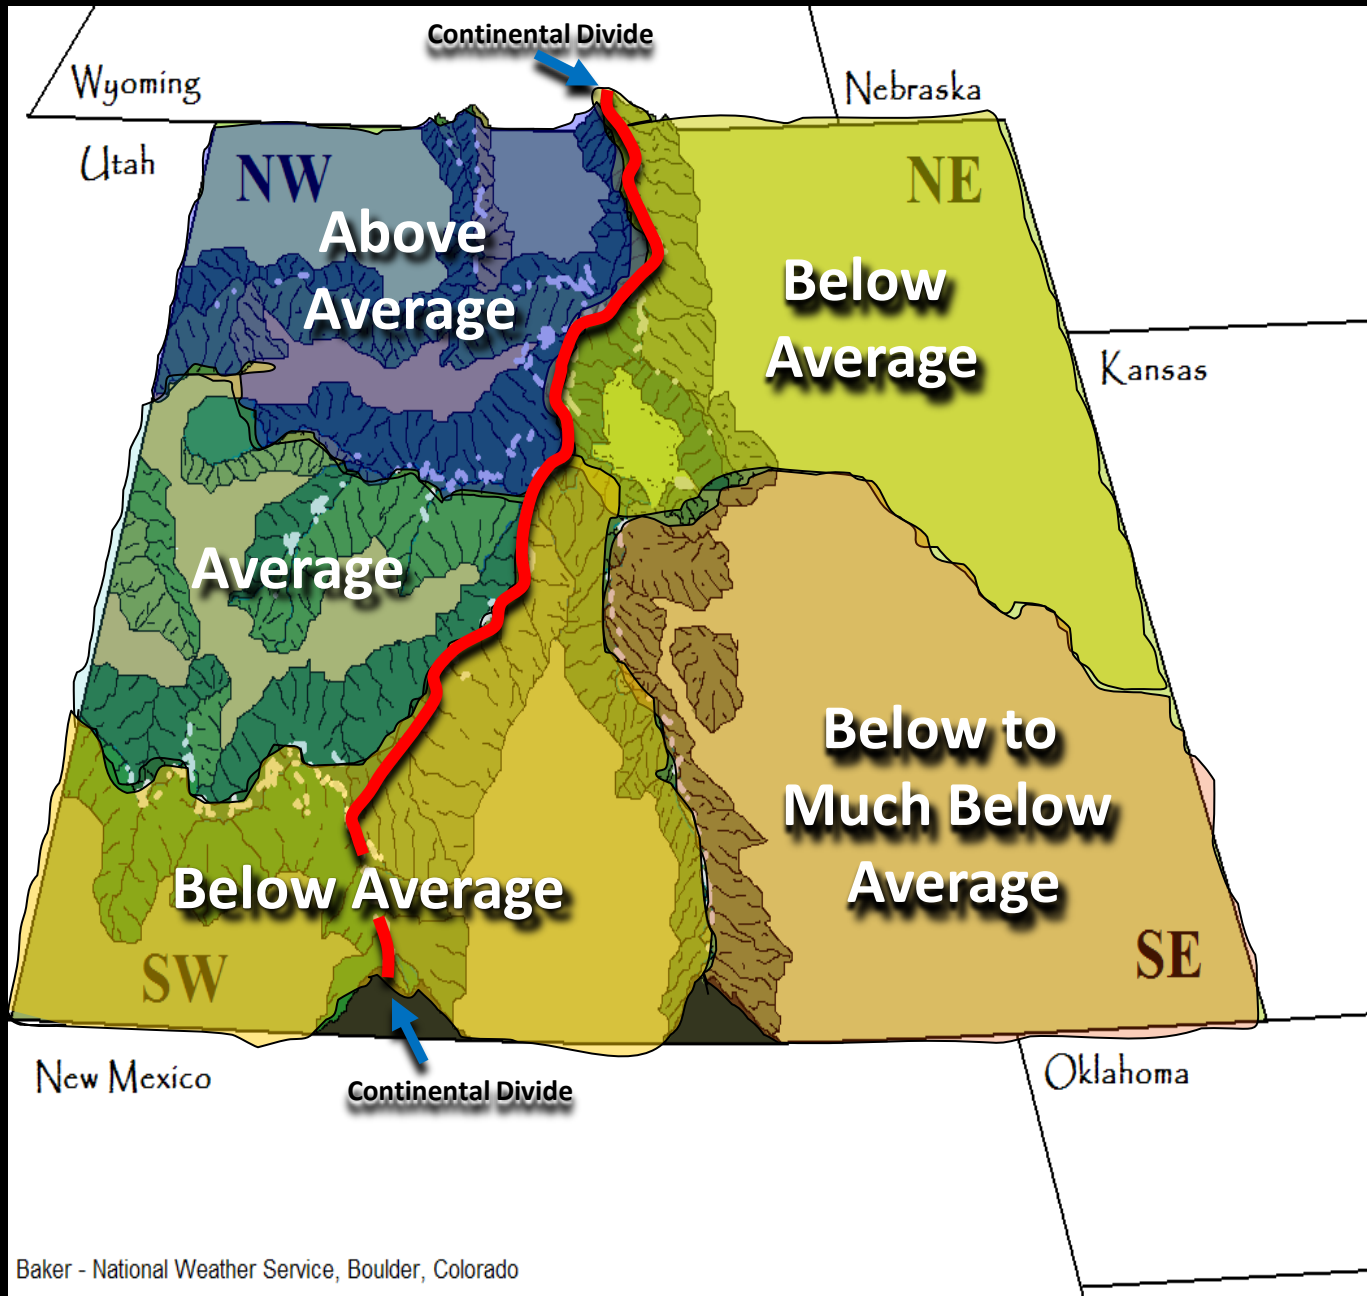 Continental Divide
Wyoming
Nebraska
Utah
NW
NE
Above
Average
Below
Average
Kansas
Average
Below to
Much Below
Average
Below Average
SW
SE
New Mexico
Oklahoma
Continental Divide
Baker - National Weather Service, Boulder, Colorado